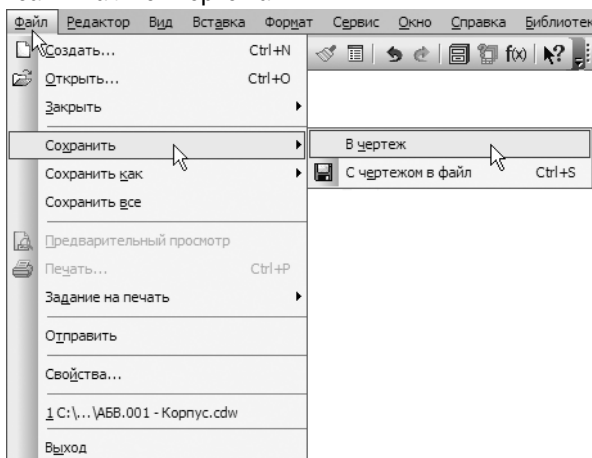 Файл Редактор Вид Вставка Формат Сервис Окно Справка Библиотек
Создать... Ctrl+N
Открыть... Ctrl+O
Закрыть
Сохранить
В чертеж
Сохранить как
С чертежом в файл Ctrl+S
Сохранить все
Предварительный просмотр
Печать... Ctrl+P
Задание на печать
Отправить
Свойства...
1 C:\...\АБВ.001 - Корпус.cdw
Выход